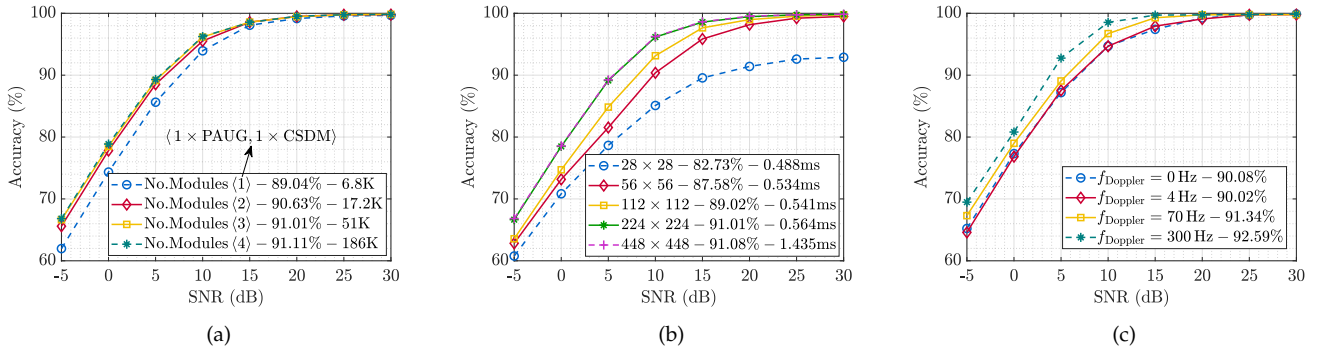 100
90
80
70
60
Accuracy (%)
⟨1 × PAUG, 1 × CSDM⟩
No.Modules ⟨1⟩ − 89.04% − 6.8K
No.Modules ⟨2⟩ − 90.63% − 17.2K
No.Modules ⟨3⟩ − 91.01% − 51K
No.Modules ⟨4⟩ − 91.11% − 186K
-5 0 5 10 15 20 25 30
SNR (dB)
(a)
100
90
80
70
60
Accuracy (%)
28 × 28 − 82.73% − 0.488ms
56 × 56 − 87.58% − 0.534ms
112 × 112 − 89.02% − 0.541ms
224 × 224 − 91.01% − 0.564ms
448 × 448 − 91.08% − 1.435ms
-5 0 5 10 15 20 25 30
SNR (dB)
(b)
100
90
80
70
60
Accuracy (%)
fDoppler = 0 Hz − 90.08%
fDoppler = 4 Hz − 90.02%
fDoppler = 70 Hz − 91.34%
fDoppler = 300 Hz − 92.59%
-5 0 5 10 15 20 25 30
SNR (dB)
(c)